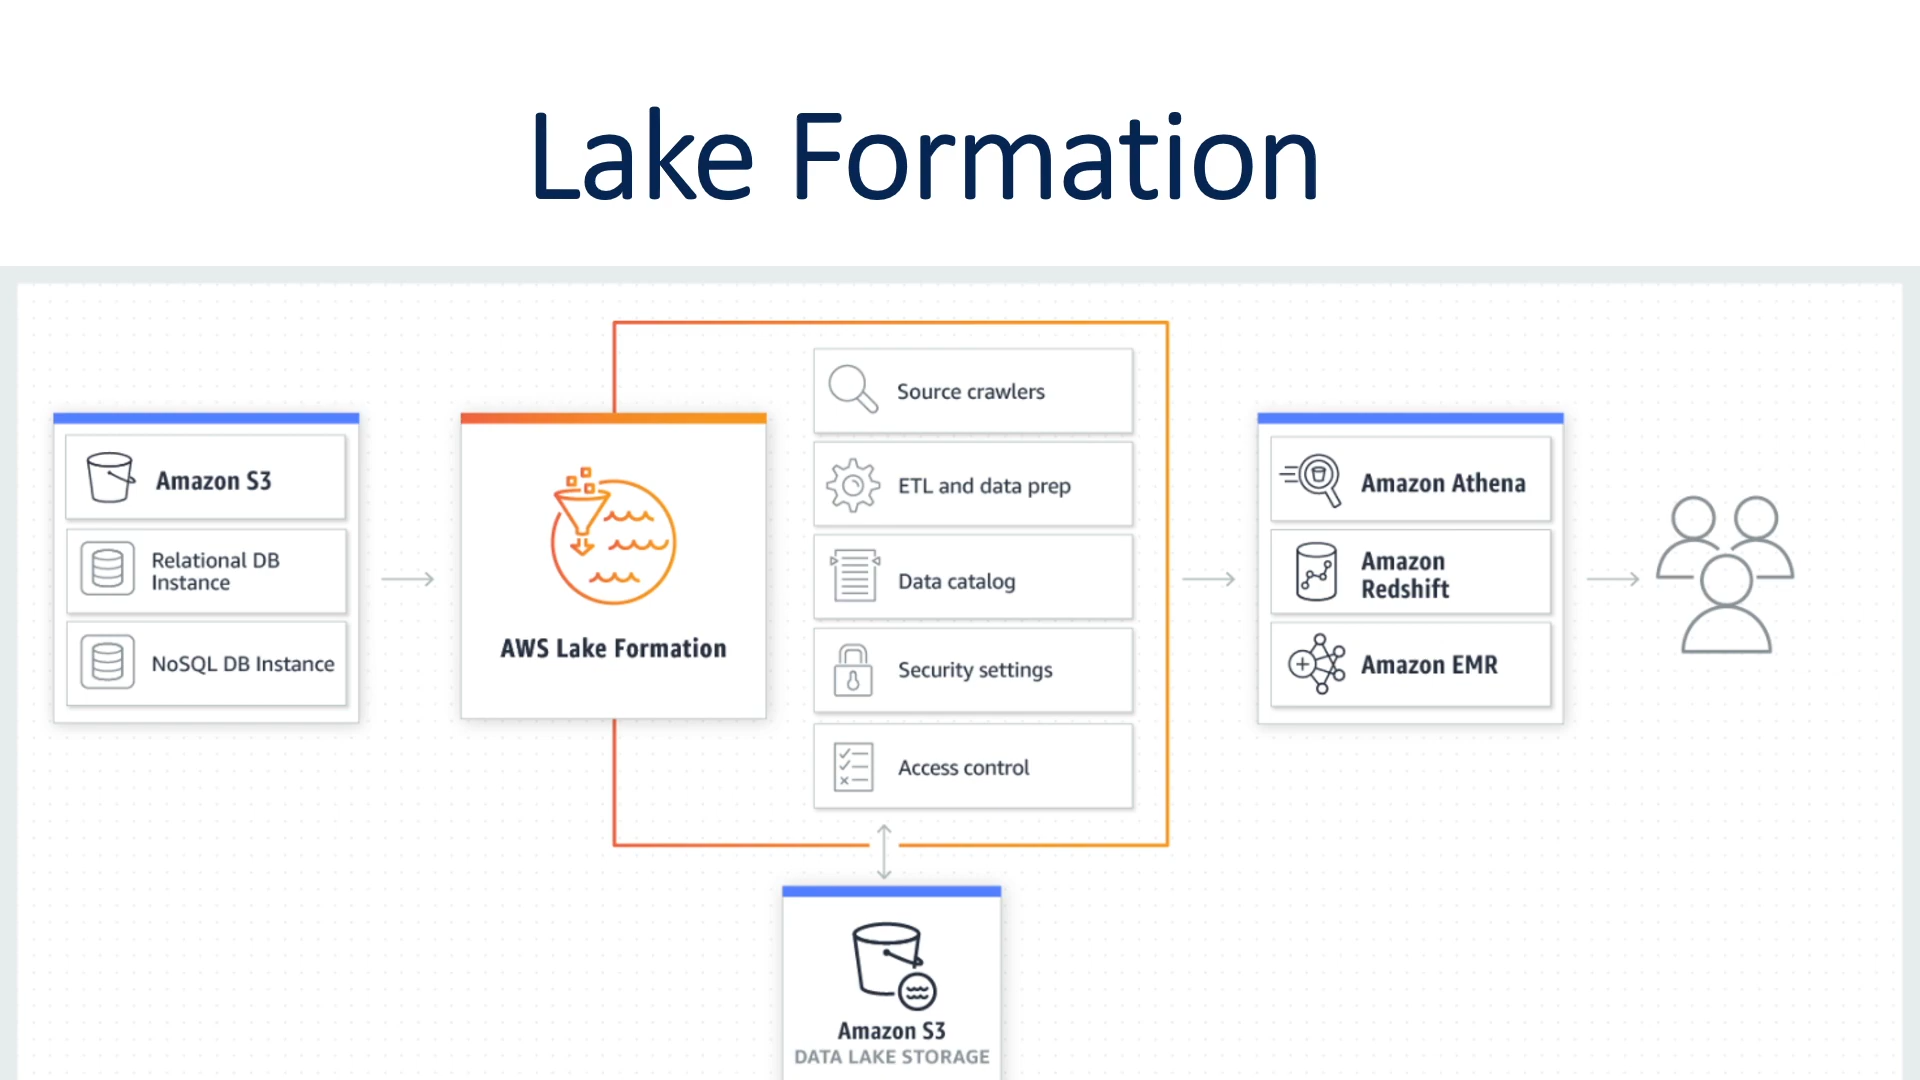 Lake Formation
Amazon S3
Relational DB
Instance
NoSQL DB Instance
AWS Lake Formation
Source crawlers
ETL and data prep
Data catalog
Security settings
Access control
Amazon S3
DATA LAKE STORAGE
Amazon Athena
Amazon
Redshift
Amazon EMR